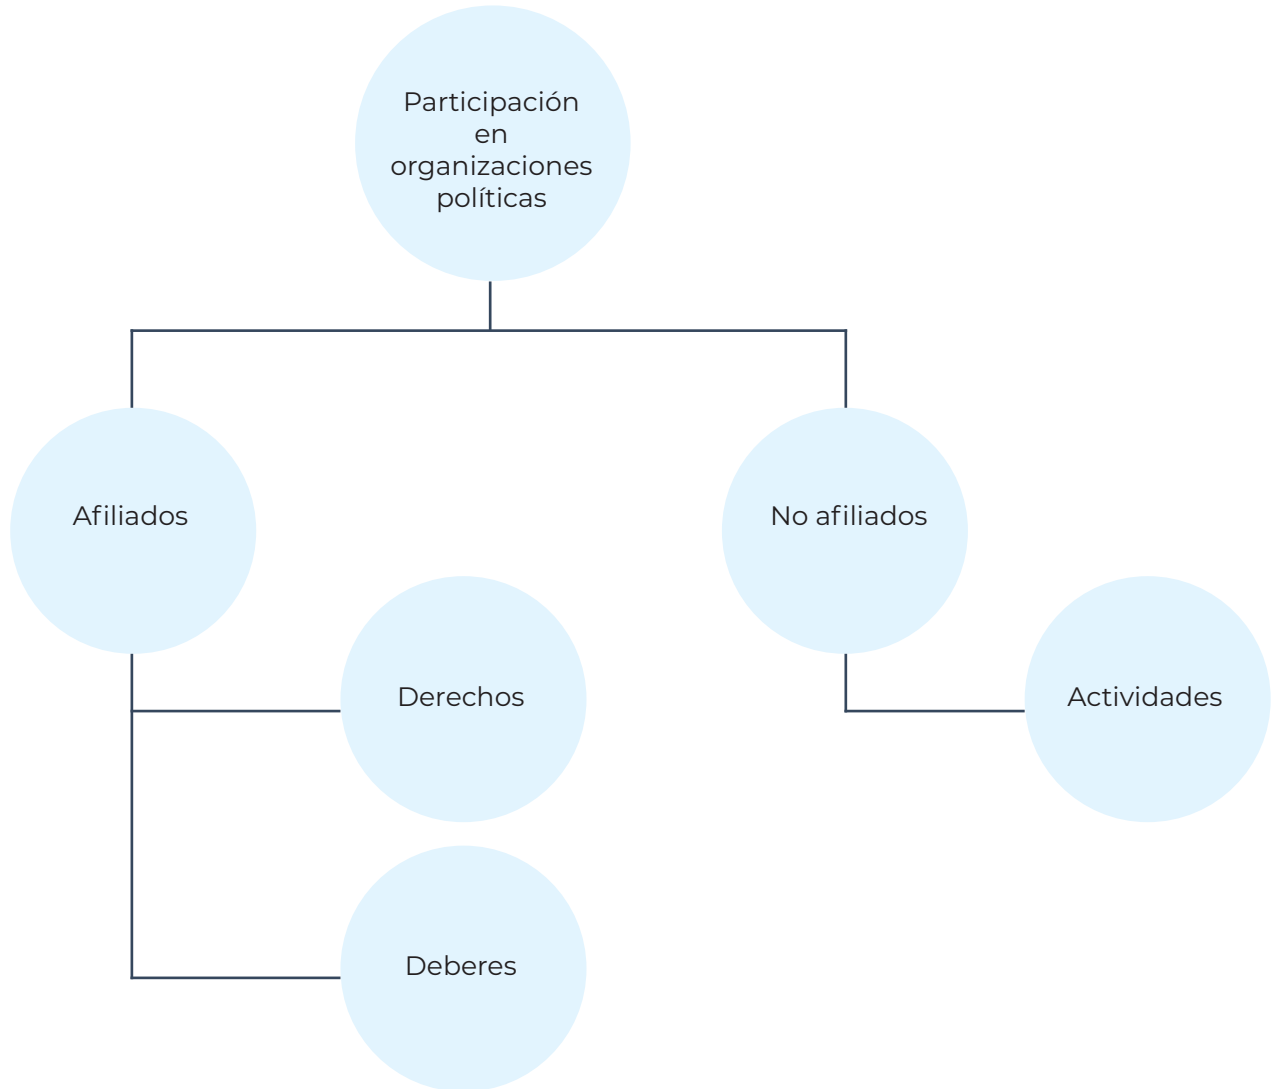 Participación
en
organizaciones
políticas
Afiliados
No afiliados
Derechos
Actividades
Deberes